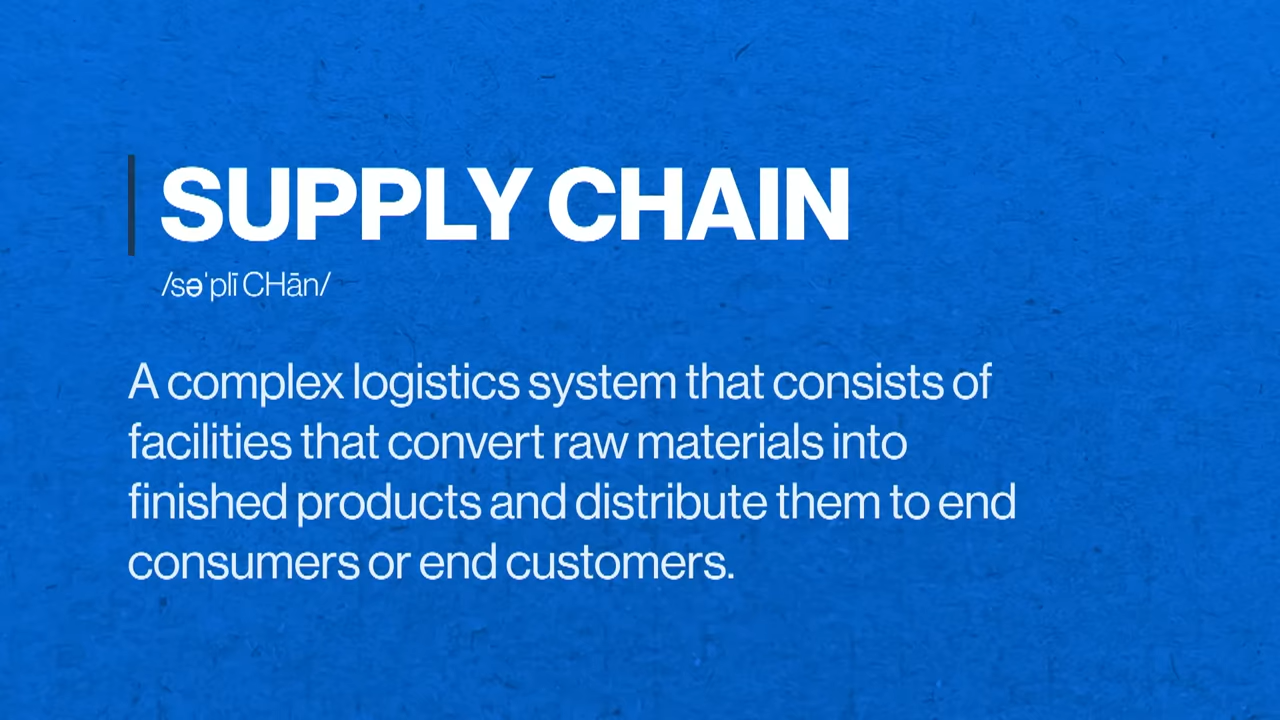 SUPPLY CHAIN
/səˈplī CHān/
A complex logistics system that consists of
facilities that convert raw materials into
finished products and distribute them to end
consumers or end customers.